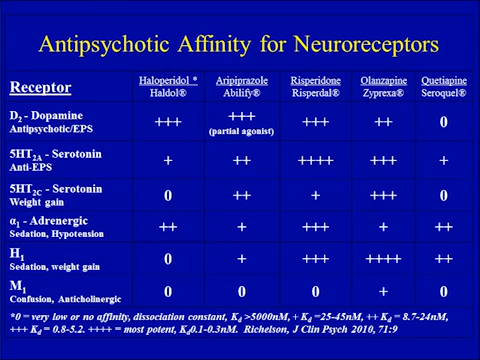 Antipsychotic Affinity for Neuroreceptors
Receptor Haloperidol * Haldol® Aripiprazole Abilify® Risperidone Risperdal® Olanzapine Zyprexa® Quetiapine Seroquel®
D2 - Dopamine +++ +++ +++ ++ 0
Antipsychotic/EPS (partial agonist)
5HT2A - Serotonin + ++ ++++ +++ +
Anti-EPS
5HT2C - Serotonin 0 ++ + +++ 0
Weight gain
α1 - Adrenergic ++ + +++ + ++
Sedation, Hypotension
H1 0 + +++ ++++ ++
Sedation, weight gain
M1 0 0 0 + 0
Confusion, Anticholinergic
*0 = very low or no affinity, dissociation constant, Kd >5000nM, + Kd =25-45nM, ++ Kd = 8.7-24nM,
+++ Kd = 0.8-5.2. ++++ = most potent, Kd0.1-0.3nM. Richelson, J Clin Psych 2010, 71:9